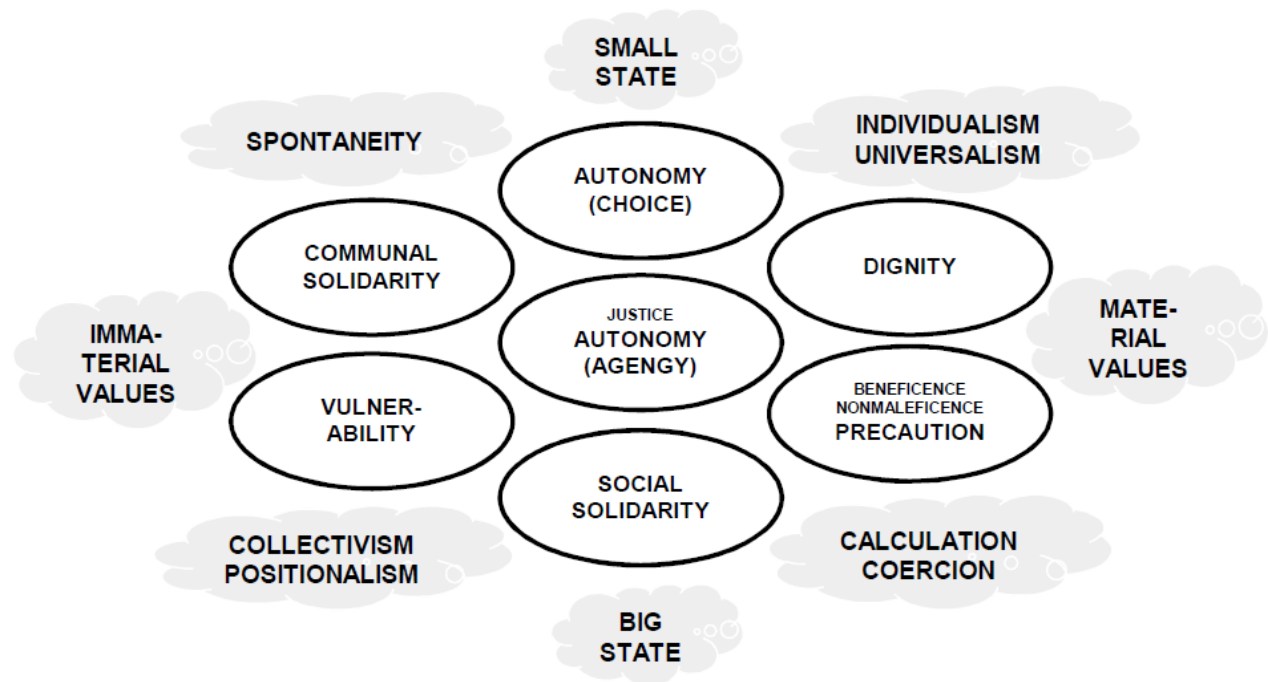 SMALL
STATE
SPONTANEITY
INDIVIDUALISM
UNIVERSALISM
AUTONOMY
(CHOICE)
COMMUNAL
SOLIDARITY
DIGNITY
JUSTICE
AUTONOMY
(AGENGY)
IMMA-
TERIAL
VALUES
MATE-
RIAL
VALUES
VULNER-
ABILITY
BENEFICENCE
NONMALEFICENCE
PRECAUTION
SOCIAL
SOLIDARITY
COLLECTIVISM
POSITIONALISM
CALCULATION
COERCION
BIG
STATE